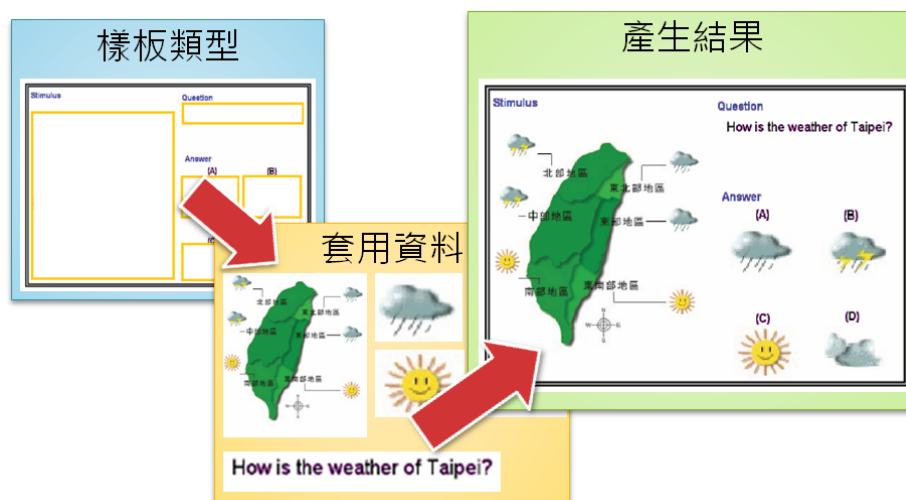 樣板類型
Stimulus
Question
Answer
(A)
(B)
套用資料
北部地區
東北部地區
中部地區
東部地區
南部地區
東南部地區
How is the weather of Taipei?
產生結果
Stimulus
Question
How is the weather of Taipei?
北部地區
東北部地區
中部地區
東部地區
南部地區
東南部地區
N
W
E
S
Answer
(A)
(B)
(C)
(D)